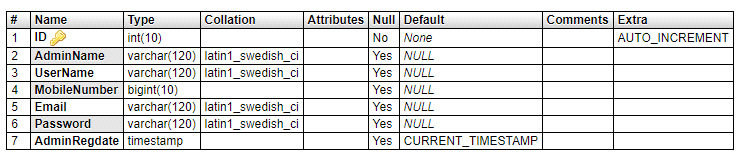 # Name Type Collation Attributes Null Default Comments Extra
1 ID int(10) No None AUTO_INCREMENT
2 AdminName varchar(120) latin1_swedish_ci Yes NULL
3 UserName varchar(120) latin1_swedish_ci Yes NULL
4 MobileNumber bigint(10) Yes NULL
5 Email varchar(120) latin1_swedish_ci Yes NULL
6 Password varchar(120) latin1_swedish_ci Yes NULL
7 AdminRegdate timestamp Yes CURRENT_TIMESTAMP